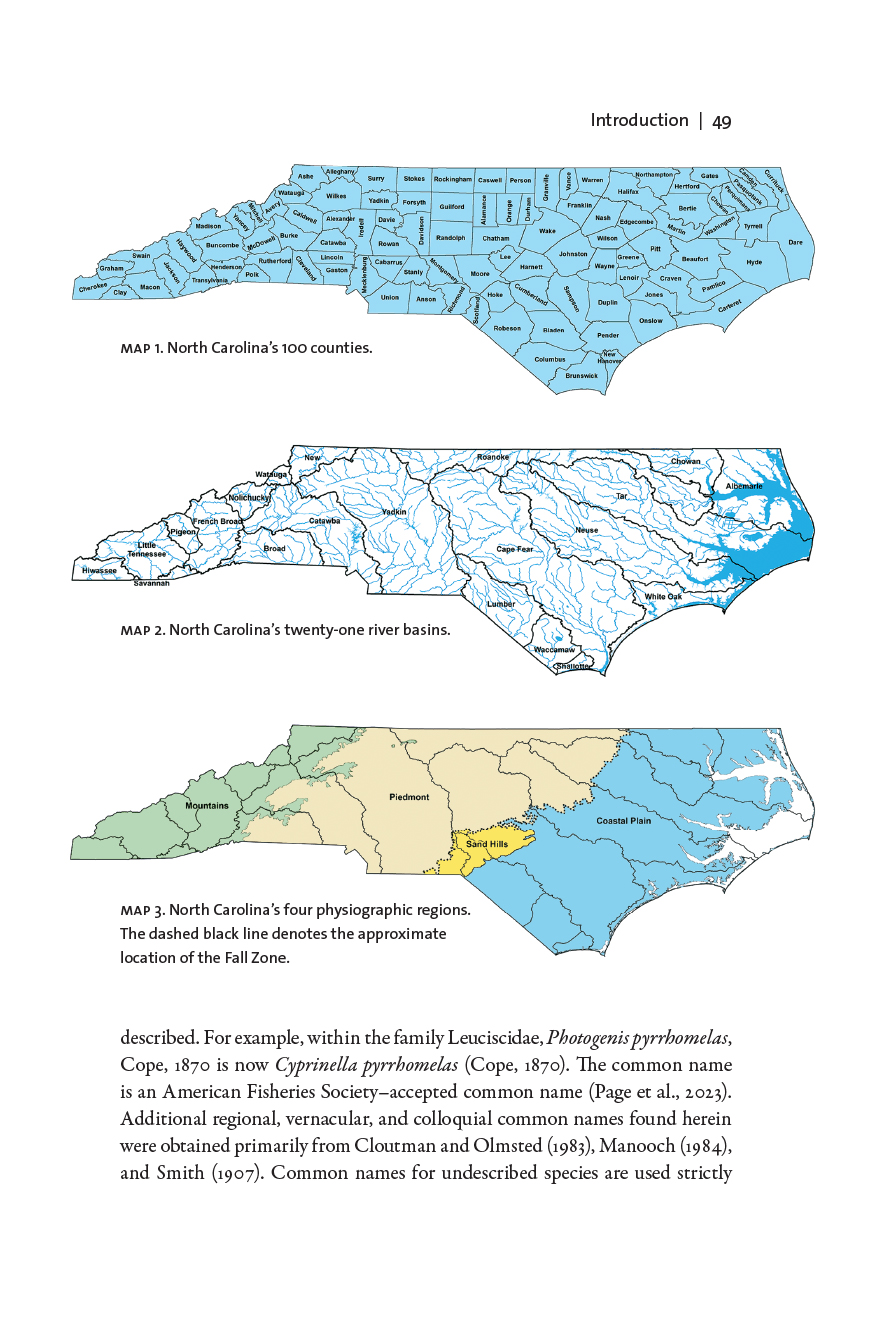 Introduction | 49
Ashe
Alleghany
Surry
Stokes
Rockingham
Caswell
Person
Granville
Vance
Warren
Northampton
Gates
Camden
Currituck
Pasquotank
Perquimans
Chowan
Hertford
Halifax
Bertie
Watauga
Wilkes
Yadkin
Forsyth
Guilford
Alamance
Orange
Durham
Franklin
Nash
Edgecombe
Martin
Washington
Tyrrell
Dare
Mitchell
Avery
Yancey
Caldwell
Alexander
Iredell
Davie
Davidson
Randolph
Chatham
Wake
Wilson
Pitt
Beaufort
Hyde
Madison
Buncombe
McDowell
Burke
Catawba
Rowan
Johnston
Greene
Swain
Haywood
Henderson
Rutherford
Cleveland
Lincoln
Gaston
Mecklenburg
Cabarrus
Stanly
Montgomery
Moore
Lee
Harnett
Wayne
Lenoir
Craven
Pamlico
Graham
Jackson
Transylvania
Polk
Cherokee
Clay
Macon
Union
Anson
Richmond
Scotland
Hoke
Cumberland
Sampson
Duplin
Jones
Carteret
Onslow
Robeson
Bladen
Pender
Columbus
New
Hanover
Brunswick
MAP 1. North Carolina’s 100 counties.
New
Watauga
Roanoke
Chowan
Albemarle
Nolichucky
French Broad
Pigeon
Catawba
Yadkin
Tar
Neuse
Little
Tennessee
Broad
Cape Fear
Hiwassee
Savannah
Lumber
White Oak
Waccamaw
Shallotte
MAP 2. North Carolina’s twenty-one river basins.
Mountains
Piedmont
Coastal Plain
Sand Hills
MAP 3. North Carolina’s four physiographic regions.
The dashed black line denotes the approximate
location of the Fall Zone.
described. For example, within the family Leuciscidae, Photogenis pyrrhomelas,
Cope, 1870 is now Cyprinella pyrrhomelas (Cope, 1870). The common name
is an American Fisheries Society–accepted common name (Page et al., 2023).
Additional regional, vernacular, and colloquial common names found herein
were obtained primarily from Cloutman and Olmsted (1983), Manooch (1984),
and Smith (1907). Common names for undescribed species are used strictly